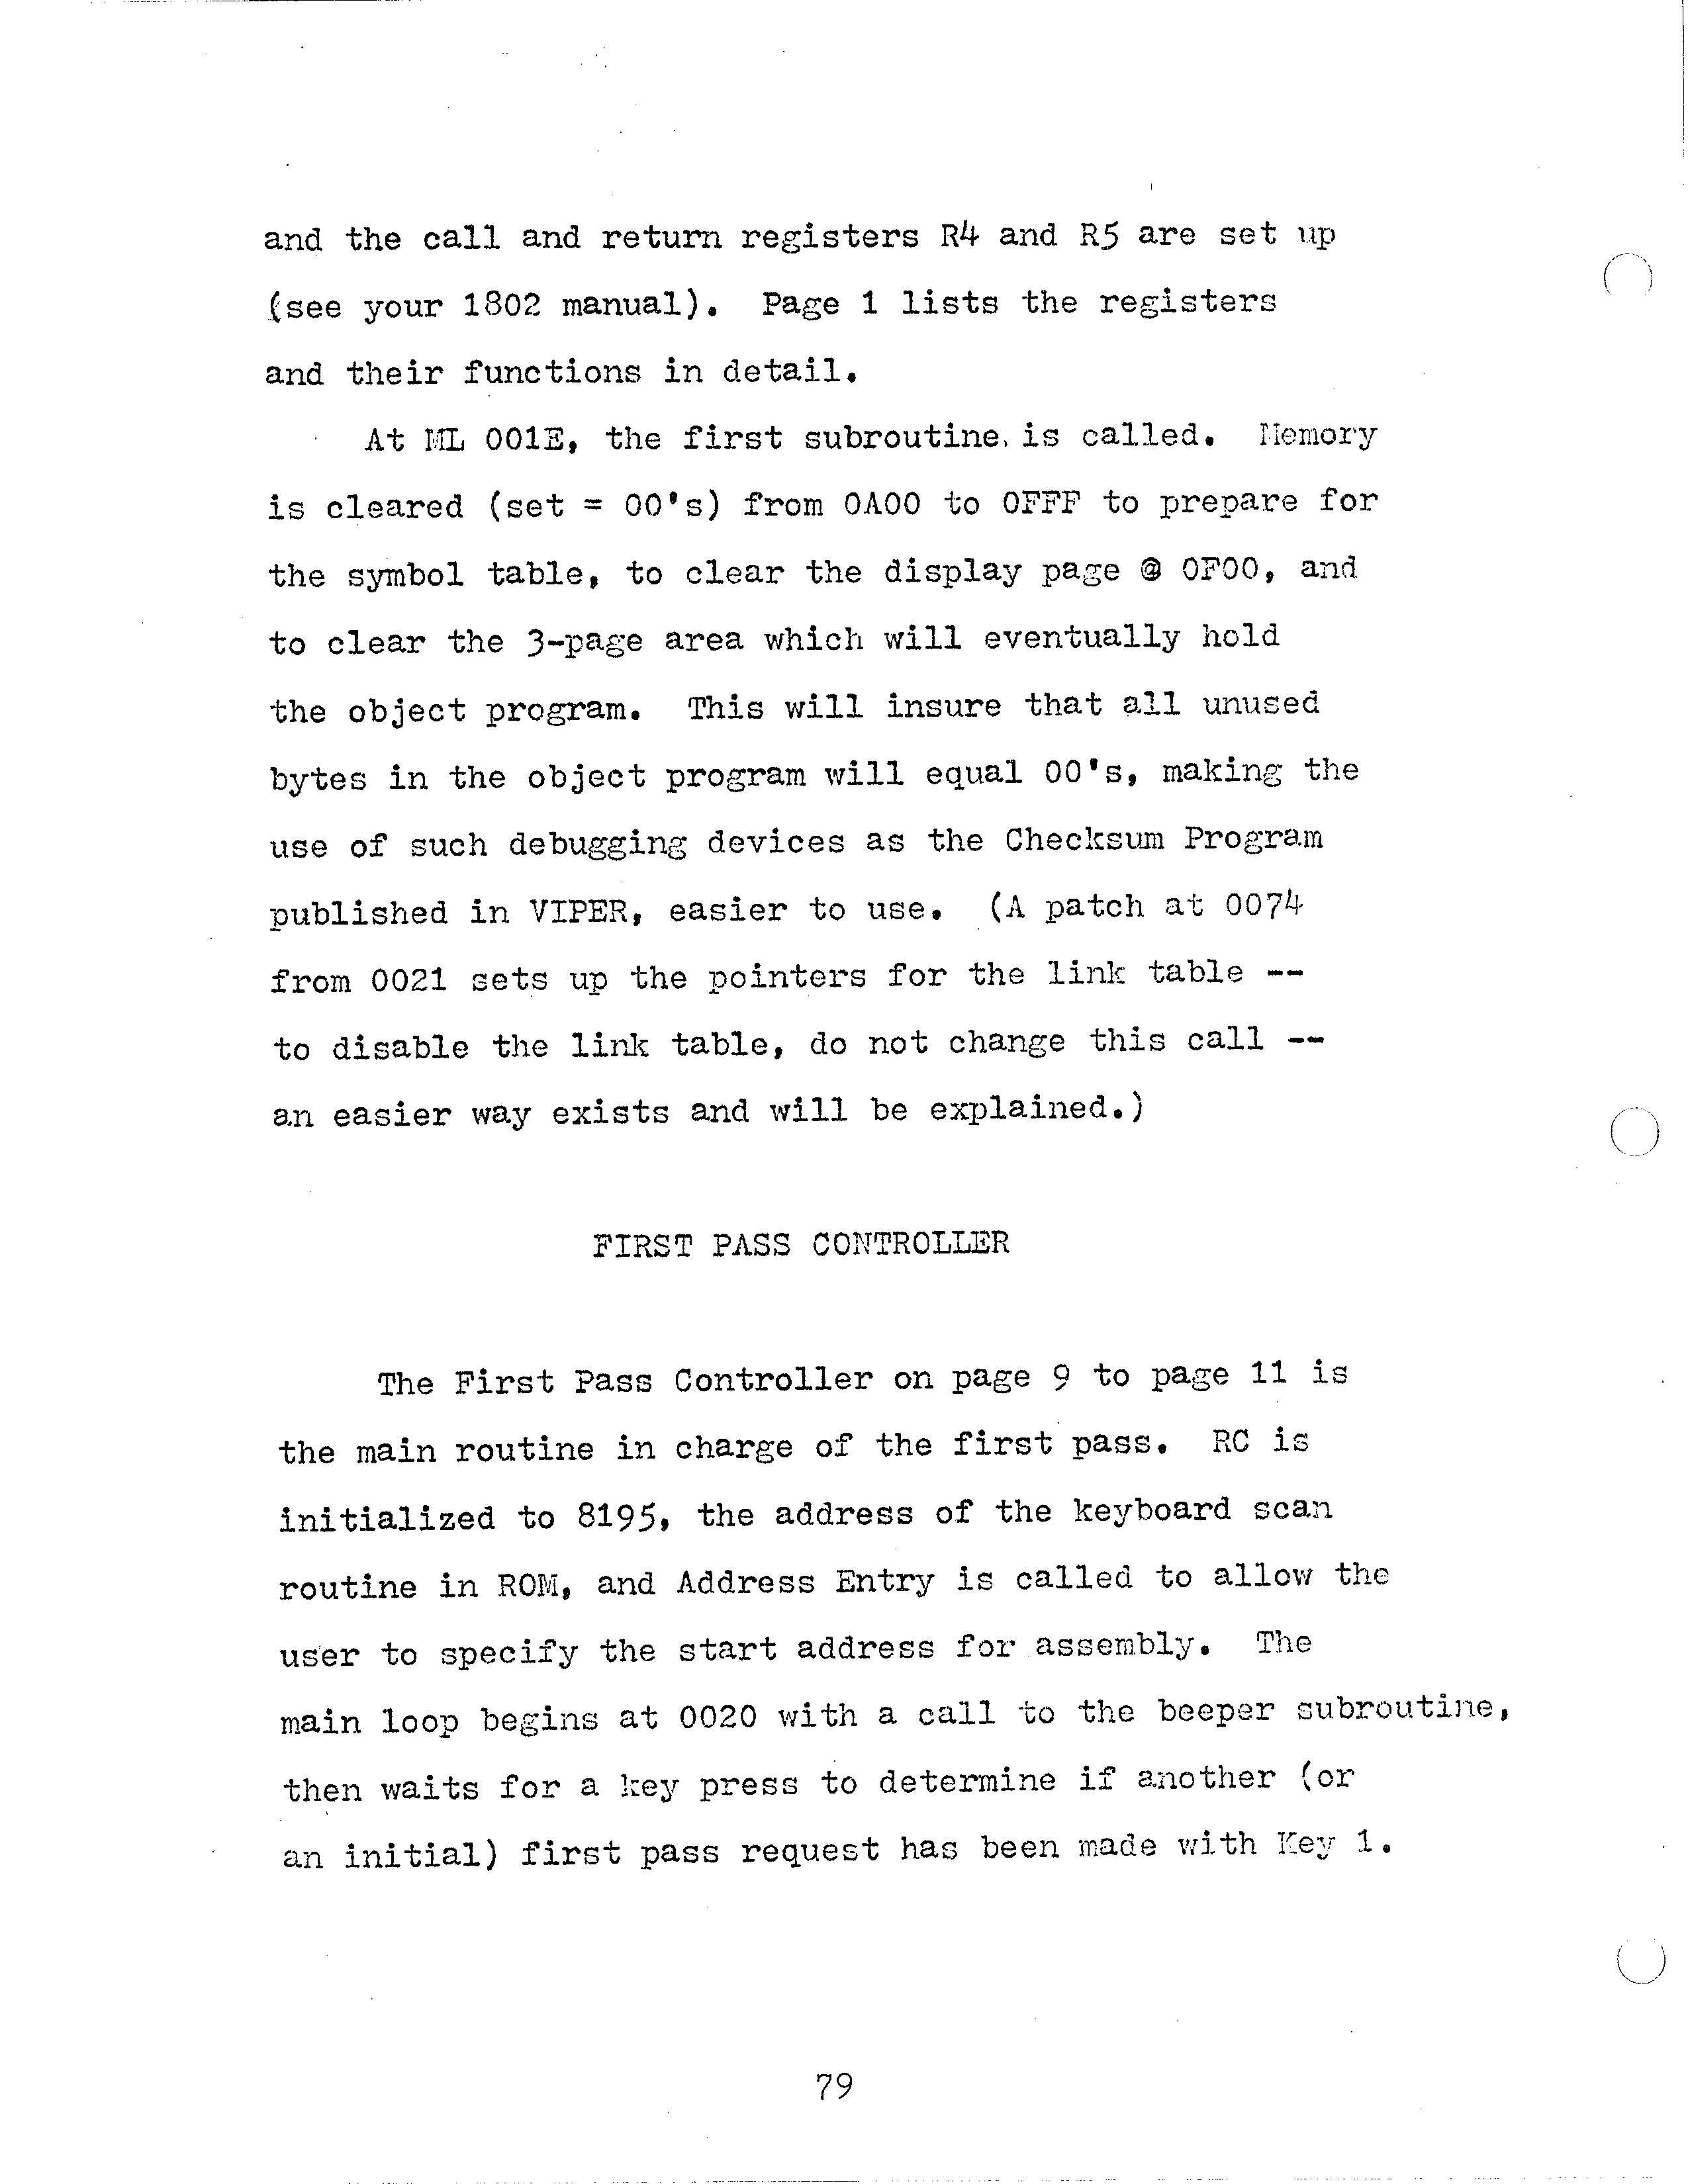 and the call and return registers R4 and R5 are set up
(see your 1802 manual).  Page 1 lists the registers
and their functions in detail.
At ML 001E, the first subroutine is called.  Memory
is cleared (set = 00's) from 0A00 to 0FFF to prepare for
the symbol table, to clear the display page @ 0F00, and
to clear the 3-page area which will eventually hold
the object program.  This will insure that all unused
bytes in the object program will equal 00's, making the
use of such debugging devices as the Checksum Program
published in VIPER, easier to use.  (A patch at 0074
from 0021 sets up the pointers for the link table --
to disable the link table, do not change this call --
an easier way exists and will be explained.)
FIRST PASS CONTROLLER
The First Pass Controller on page 9 to page 11 is
the main routine in charge of the first pass.  RC is
initialized to 8195, the address of the keyboard scan
routine in ROM, and Address Entry is called to allow the
user to specify the start address for assembly.  The
main loop begins at 0020 with a call to the beeper subroutine,
then waits for a key press to determine if another (or
an initial) first pass request has been made with Key 1.
79